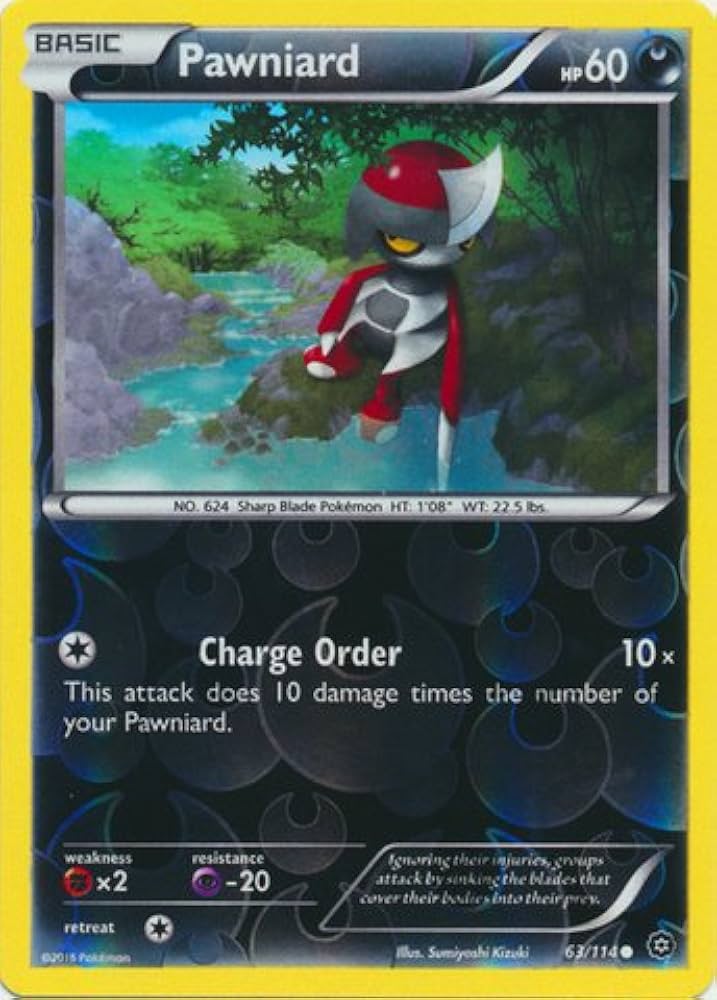 BASIC
Pawniard
HP60
NO. 624 Sharp Blade Pokémon HT: 1'08" WT: 22.5 lbs.
Charge Order 10×
This attack does 10 damage times the number of
your Pawniard.
weakness resistance
×2 -20
retreat
Ignoring their injuries, groups
attack by sinking the blades that
cover their bodies into their prey.
©2016 Pokémon
Illus. Sumiyoshi Kizuki
63/114